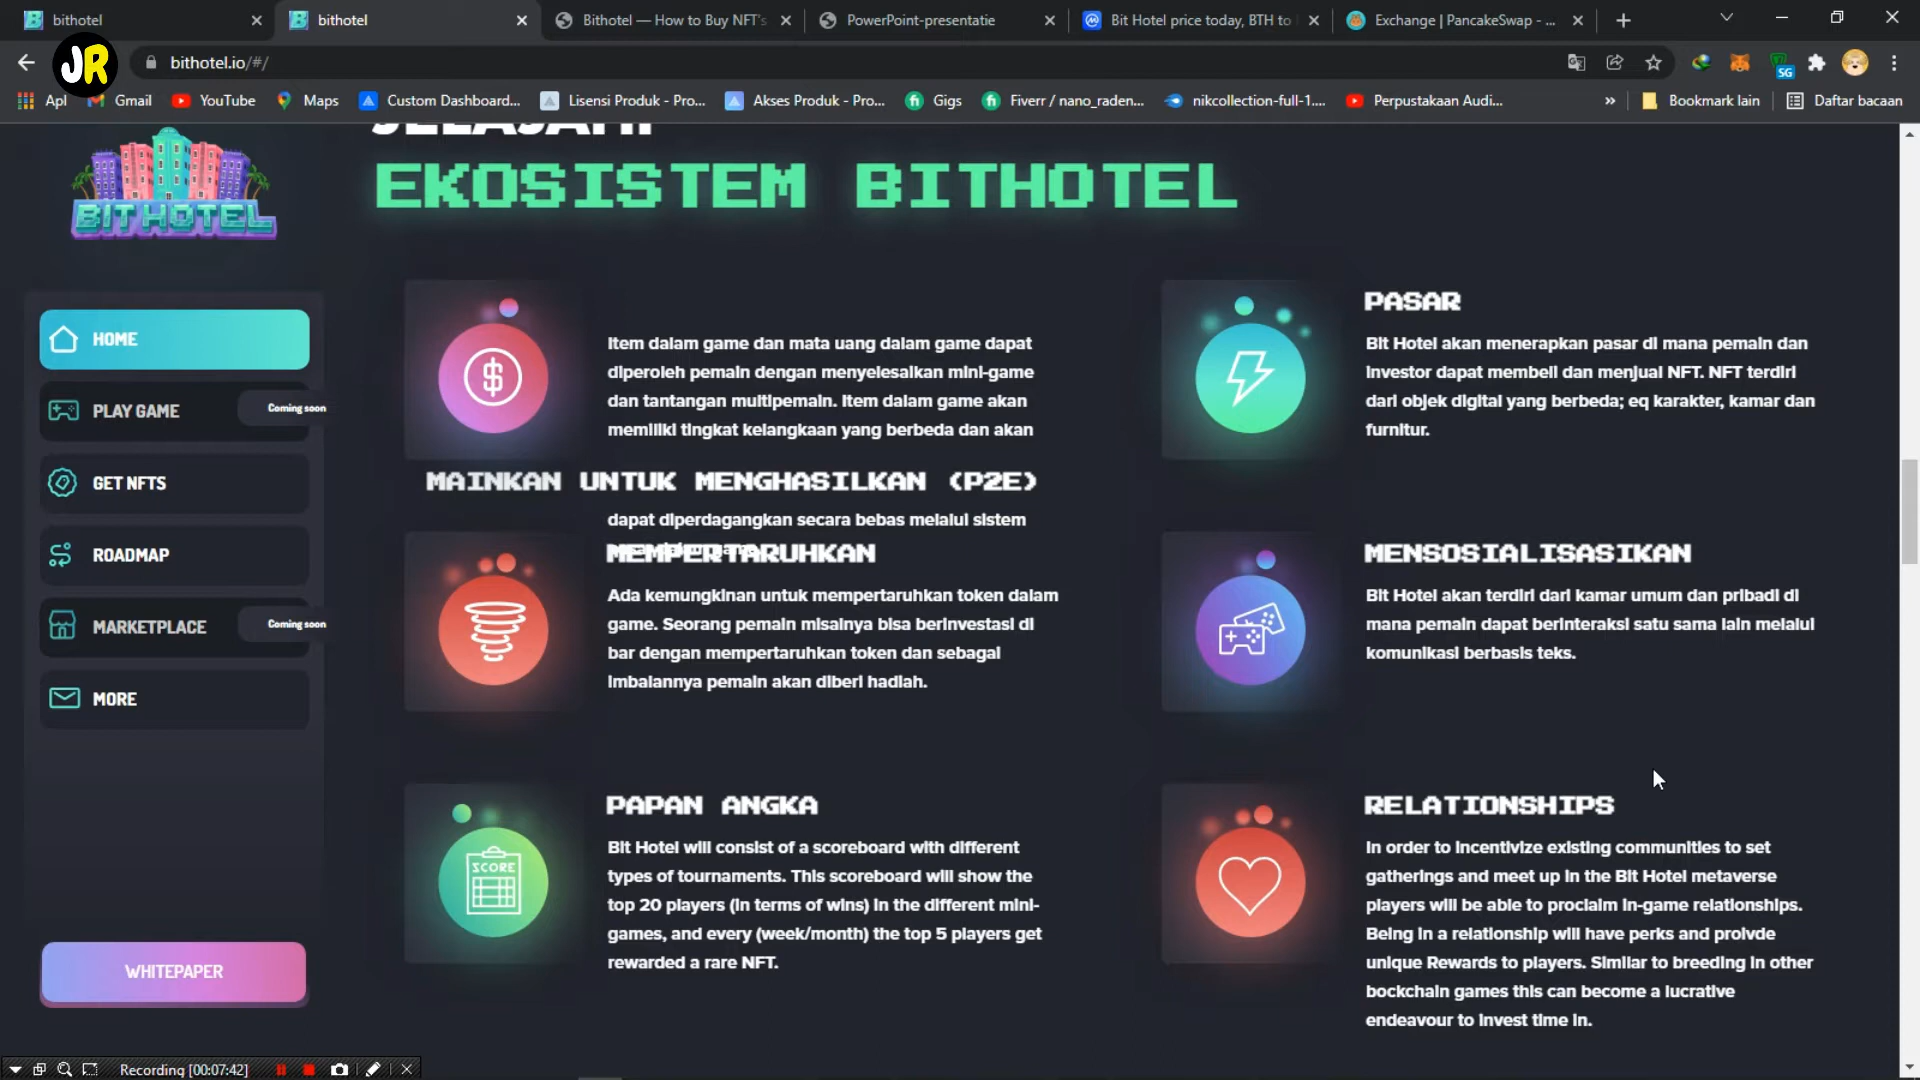 bithotel
bithotel
Bithotel — How to Buy NFT's
PowerPoint-presentatie
Bit Hotel price today, BTH to
Exchange | PancakeSwap - ...
JR
bithotel.io/#/
SG
Apl
Gmail
YouTube
Maps
Custom Dashboard...
Lisensi Produk - Pro...
Akses Produk - Pro...
Gigs
Fiverr / nano_raden...
nikcollection-full-1....
Perpustakaan Audi...
»
Bookmark lain
Daftar bacaan
BIT HOTEL
HOME
PLAY GAME
Coming soon
GET NFTS
ROADMAP
MARKETPLACE
Coming soon
MORE
WHITEPAPER
JELAJAHI
EKOSISTEM BITHOTEL
Item dalam game dan mata uang dalam game dapat
diperoleh pemain dengan menyelesaikan mini-game
dan tantangan multipemain. Item dalam game akan
memiliki tingkat kelangkaan yang berbeda dan akan
MAINKAN UNTUK MENGHASILKAN (P2E)
dapat diperdagangkan secara bebas melalui sistem
PASAR
Bit Hotel akan menerapkan pasar di mana pemain dan
investor dapat membeli dan menjual NFT. NFT terdiri
dari objek digital yang berbeda; eq karakter, kamar dan
furnitur.
MEMPERTARUHKAN
Ada kemungkinan untuk mempertaruhkan token dalam
game. Seorang pemain misalnya bisa berinvestasi di
bar dengan mempertaruhkan token dan sebagai
imbalannya pemain akan diberi hadiah.
MENSOSIALISASIKAN
Bit Hotel akan terdiri dari kamar umum dan pribadi di
mana pemain dapat berinteraksi satu sama lain melalui
komunikasi berbasis teks.
SCORE
PAPAN ANGKA
Bit Hotel will consist of a scoreboard with different
types of tournaments. This scoreboard will show the
top 20 players (in terms of wins) in the different mini-
games, and every (week/month) the top 5 players get
rewarded a rare NFT.
RELATIONSHIPS
In order to incentivize existing communities to set
gatherings and meet up in the Bit Hotel metaverse
players will be able to proclaim in-game relationships.
Being in a relationship will have perks and proivde
unique Rewards to players. Similar to breeding in other
bockchain games this can become a lucrative
endeavour to invest time in.
Recording [00:07:42]